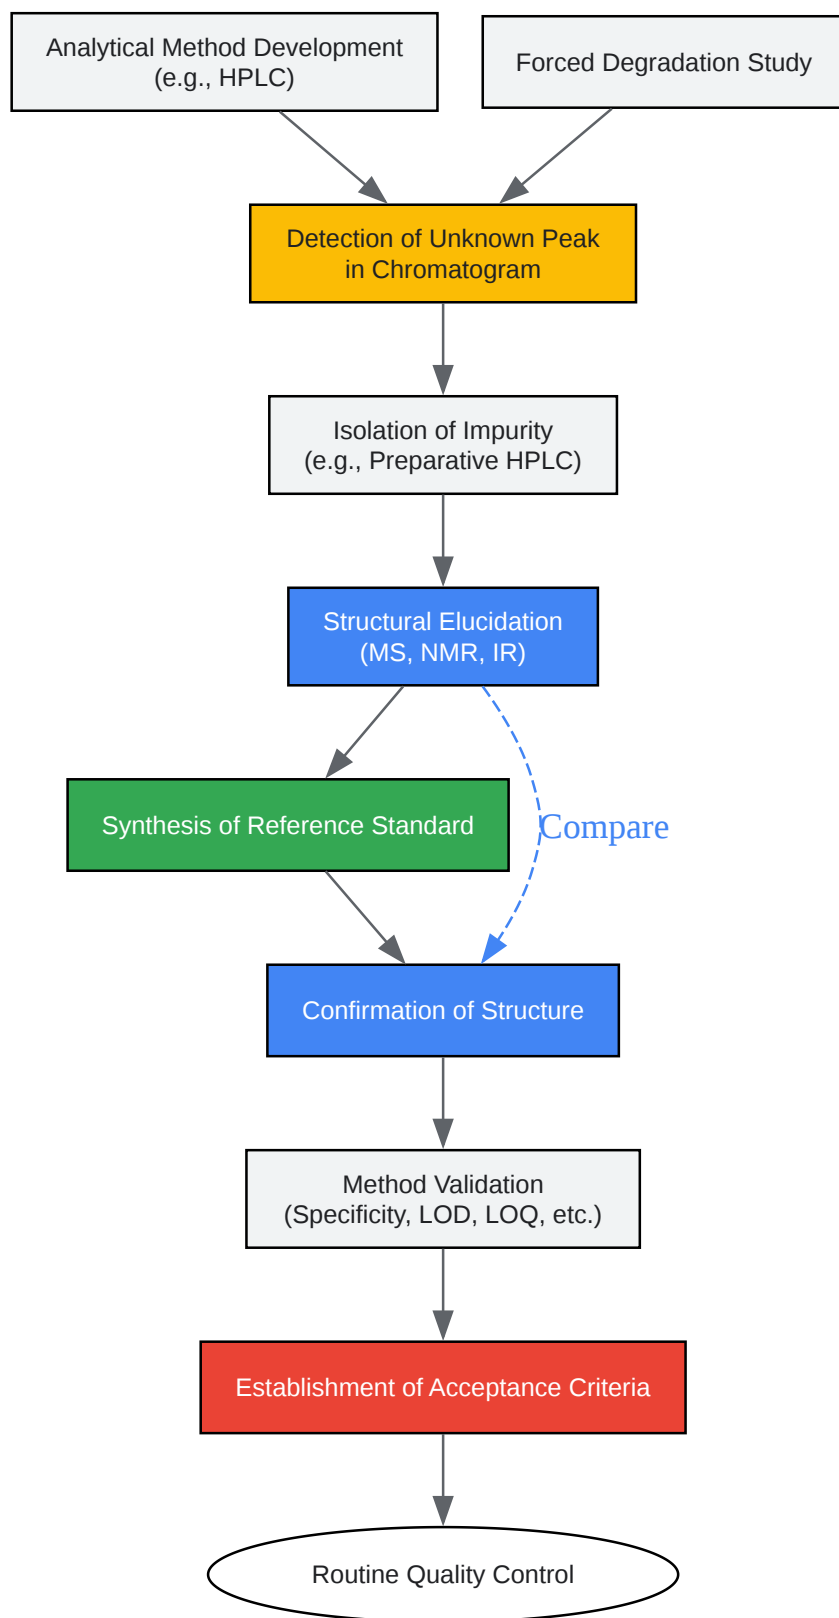 Analytical Method Development
(e.g., HPLC)
Forced Degradation Study
Detection of Unknown Peak
in Chromatogram
Isolation of Impurity
(e.g., Preparative HPLC)
Structural Elucidation
(MS, NMR, IR)
Synthesis of Reference Standard
Compare
Confirmation of Structure
Method Validation
(Specificity, LOD, LOQ, etc.)
Establishment of Acceptance Criteria
Routine Quality Control